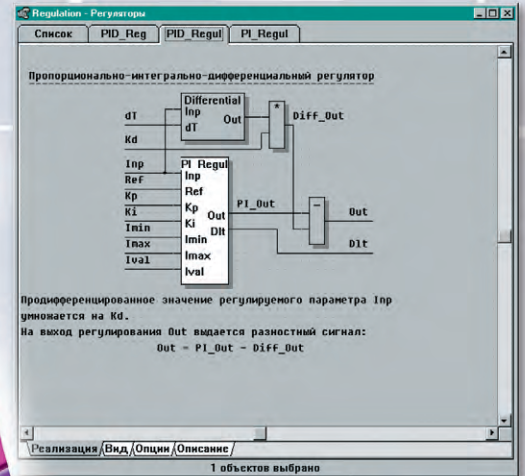 Regulation - Регуляторы
Список PID_Reg PID_Regul PI_Regul
Пропорционально-интегрально-дифференциальный регулятор
Differential
dT Inp Out * Diff_Out
dT
Kd
Inp PI_Regul
Inp
Ref Ref
Kp Kp PI_Out - Out
Ki Ki Out
Imin Imin Dlt Dlt
Imax Imax
Ival Ival
Продифференцированное значение регулируемого параметра Inp
умножается на Kd.
На выход регулирования Out выдается разностный сигнал:
Out - PI_Out - Diff_Out
Реализация Вид Опции Описание
1 объектов выбрано